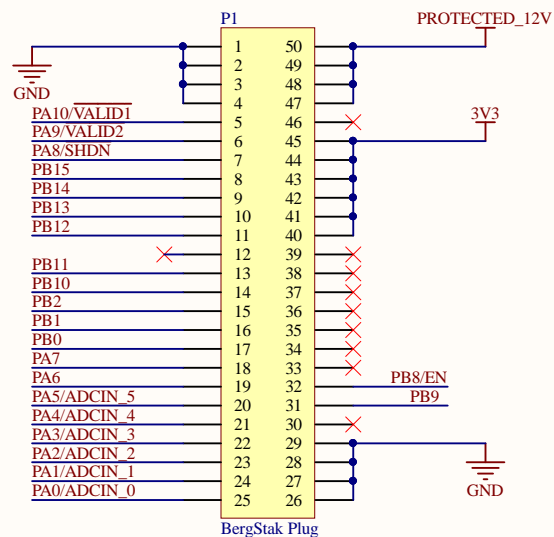 P1
PROTECTED_12V
1 50
2 49
3 48
GND 4 47
PA10/VALID1 5 46 3V3
PA9/VALID2 6 45
PA8/SHDN 7 44
PB15 8 43
PB14 9 42
PB13 10 41
PB12 11 40
12 39
PB11 13 38
PB10 14 37
PB2 15 36
PB1 16 35
PB0 17 34
PA7 18 33
PA6 19 32 PB8/EN
PA5/ADCIN_5 20 31 PB9
PA4/ADCIN_4 21 30
PA3/ADCIN_3 22 29
PA2/ADCIN_2 23 28
PA1/ADCIN_1 24 27 GND
PA0/ADCIN_0 25 26
BergStak Plug